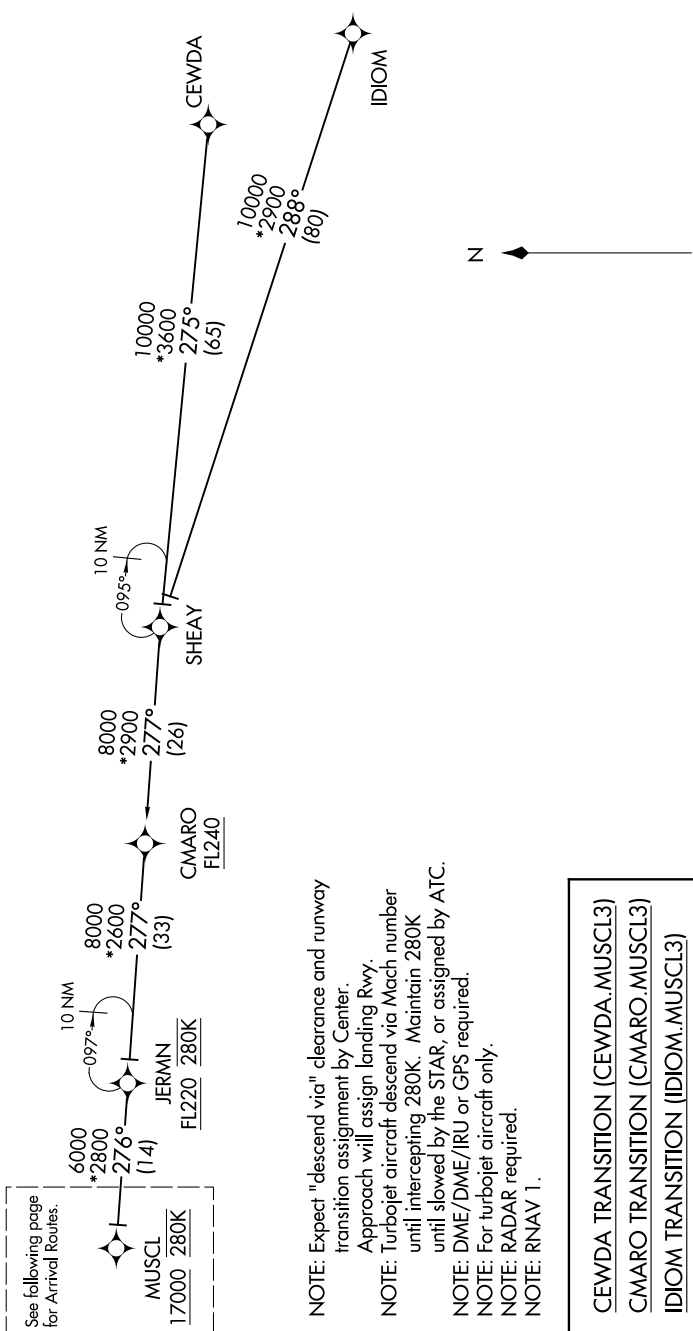 See following page
for Arrival Routes.
MUSCL
17000 280K
6000
*2800
276°
(14)
097°
10 NM
JERMN
FL220 280K
8000
*2600
277°
(33)
CMARO
FL240
8000
*2900
277°
(26)
095°
10 NM
SHEAY
10000
*3600
275°
(65)
CEWDA
10000
*2900
288°
(80)
IDIOM
N
NOTE: Expect "descend via" clearance and runway
transition assignment by Center.
Approach will assign landing Rwy.
NOTE: Turbojet aircraft descend via Mach number
until intercepting 280K. Maintain 280K
until slowed by the STAR, or assigned by ATC.
NOTE: DME/DME/IRU or GPS required.
NOTE: For turbojet aircraft only.
NOTE: RADAR required.
NOTE: RNAV 1.
CEWDA TRANSITION (CEWDA.MUSCL3)
CMARO TRANSITION (CMARO.MUSCL3)
IDIOM TRANSITION (IDIOM.MUSCL3)